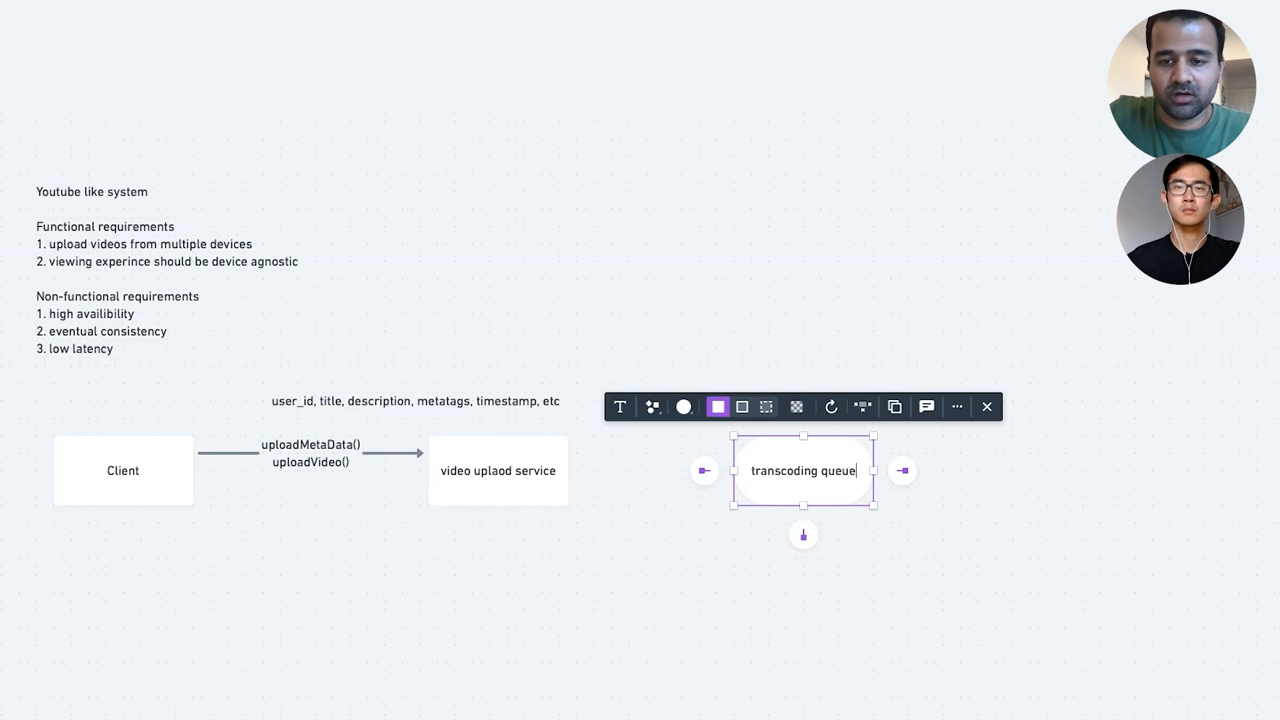 Youtube like system
Functional requirements
1. upload videos from multiple devices
2. viewing experince should be device agnostic
Non-functional requirements
1. high availibility
2. eventual consistency
3. low latency
user_id, title, description, metatags, timestamp, etc
T
Client
uploadMetaData()
uploadVideo()
video uplaod service
transcoding queue